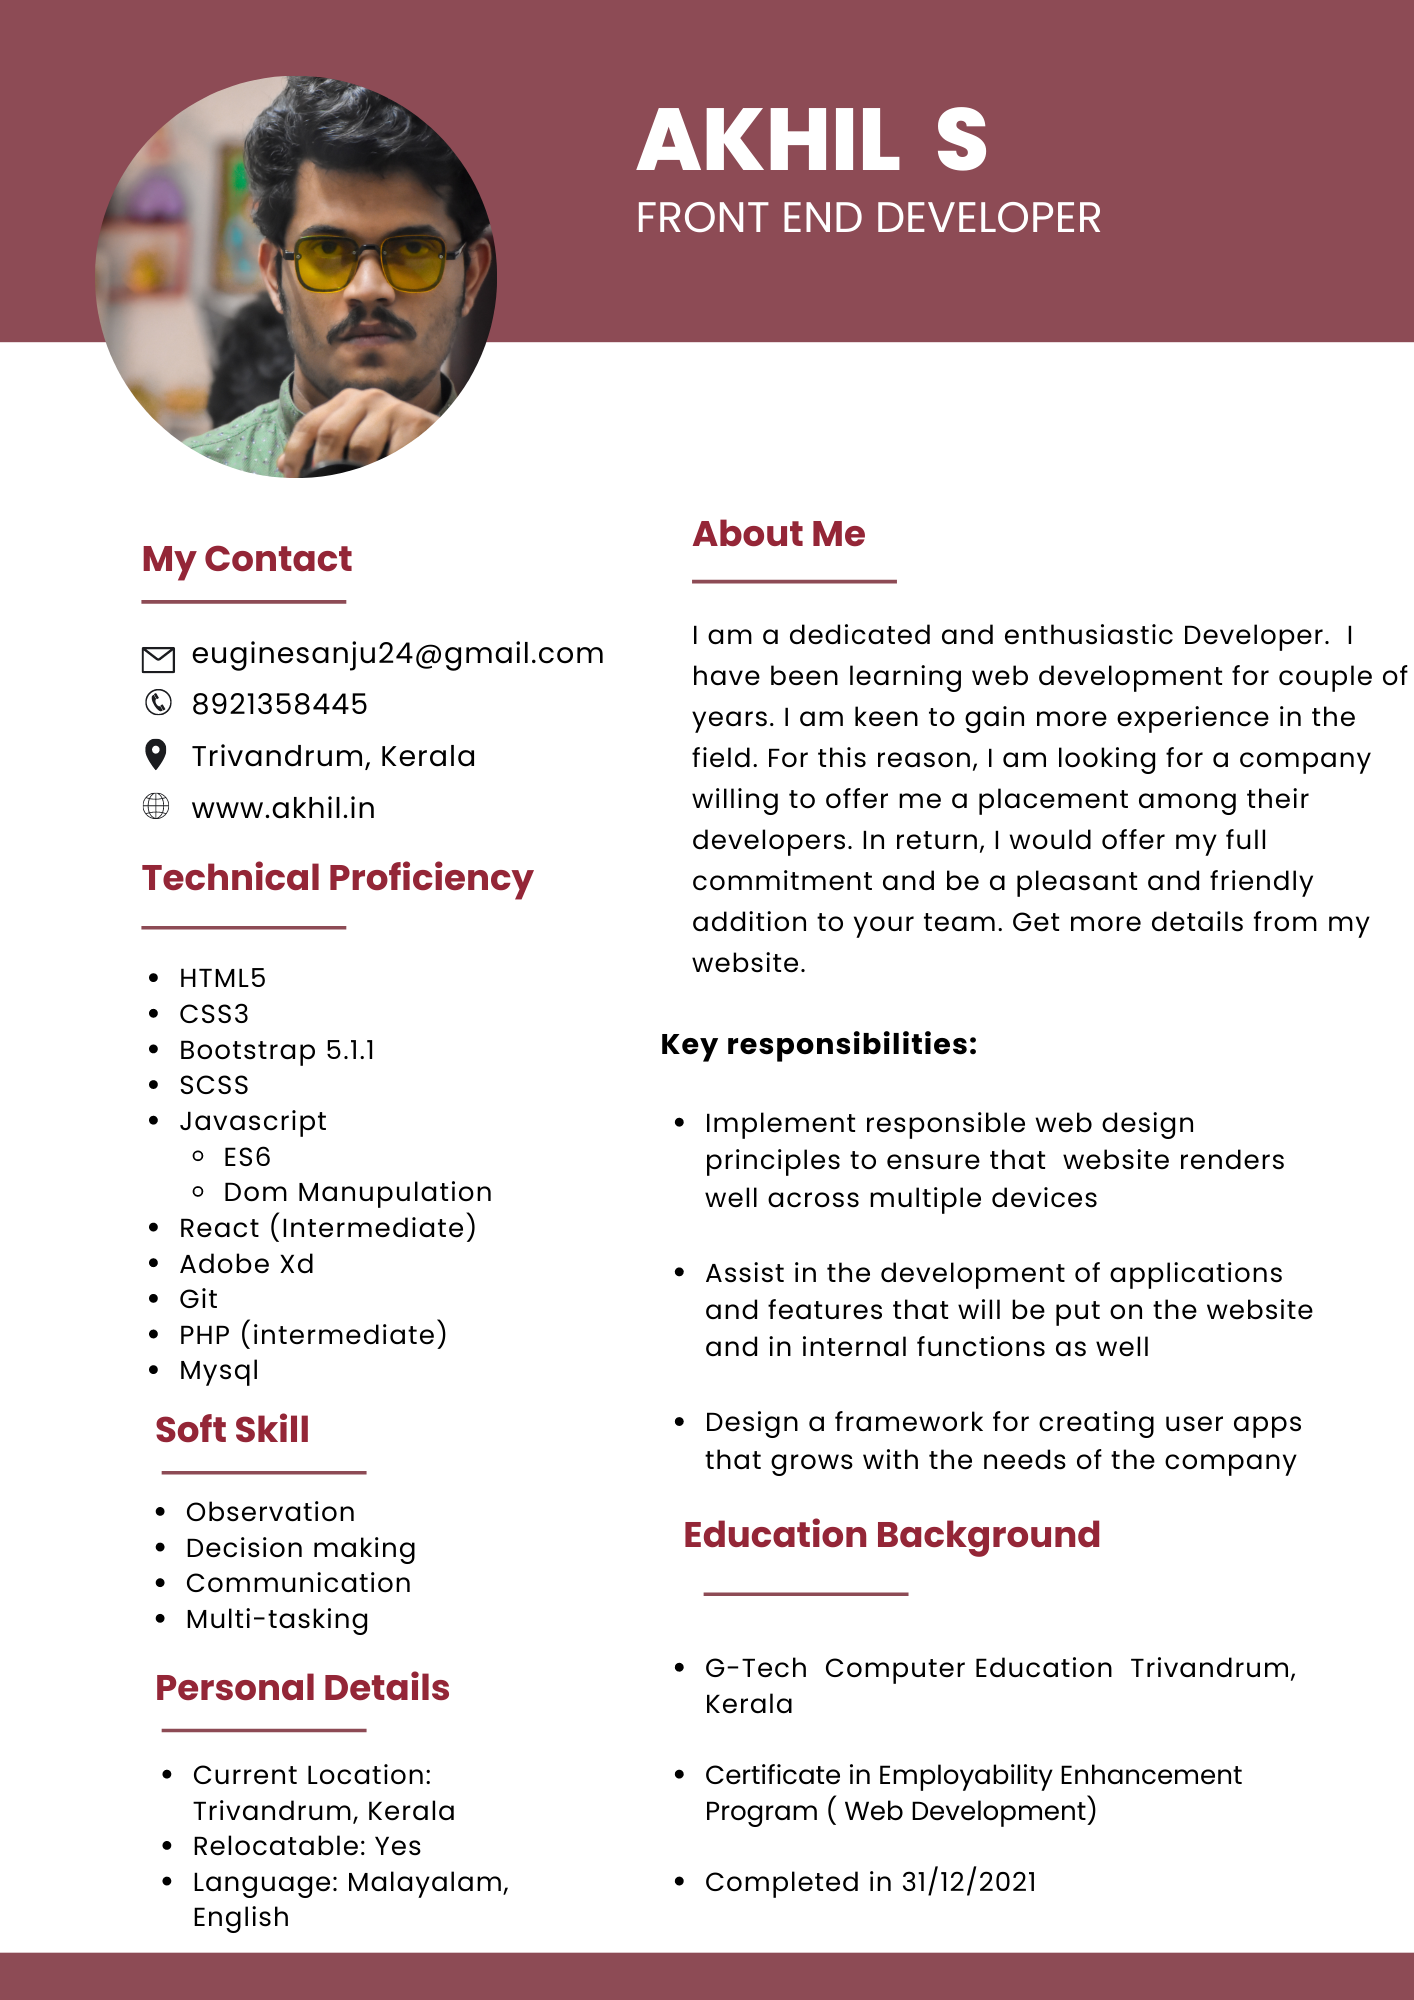 AKHIL S
FRONT END DEVELOPER
My Contact
euginesanju24@gmail.com
8921358445
Trivandrum, Kerala
www.akhil.in
Technical Proficiency
HTML5
CSS3
Bootstrap 5.1.1
SCSS
Javascript
ES6
Dom Manupulation
React (Intermediate)
Adobe Xd
Git
PHP (intermediate)
Mysql
Soft Skill
Observation
Decision making
Communication
Multi-tasking
Personal Details
Current Location:
Trivandrum, Kerala
Relocatable: Yes
Language: Malayalam,
English
About Me
I am a dedicated and enthusiastic Developer.  I
have been learning web development for couple of
years. I am keen to gain more experience in the
field. For this reason, I am looking for a company
willing to offer me a placement among their
developers. In return, I would offer my full
commitment and be a pleasant and friendly
addition to your team. Get more details from my
website.
Key responsibilities:
Implement responsible web design
principles to ensure that  website renders
well across multiple devices
Assist in the development of applications
and features that will be put on the website
and in internal functions as well
Design a framework for creating user apps
that grows with the needs of the company
Education Background
G-Tech  Computer Education  Trivandrum,
Kerala
Certificate in Employability Enhancement
Program ( Web Development)
Completed in 31/12/2021